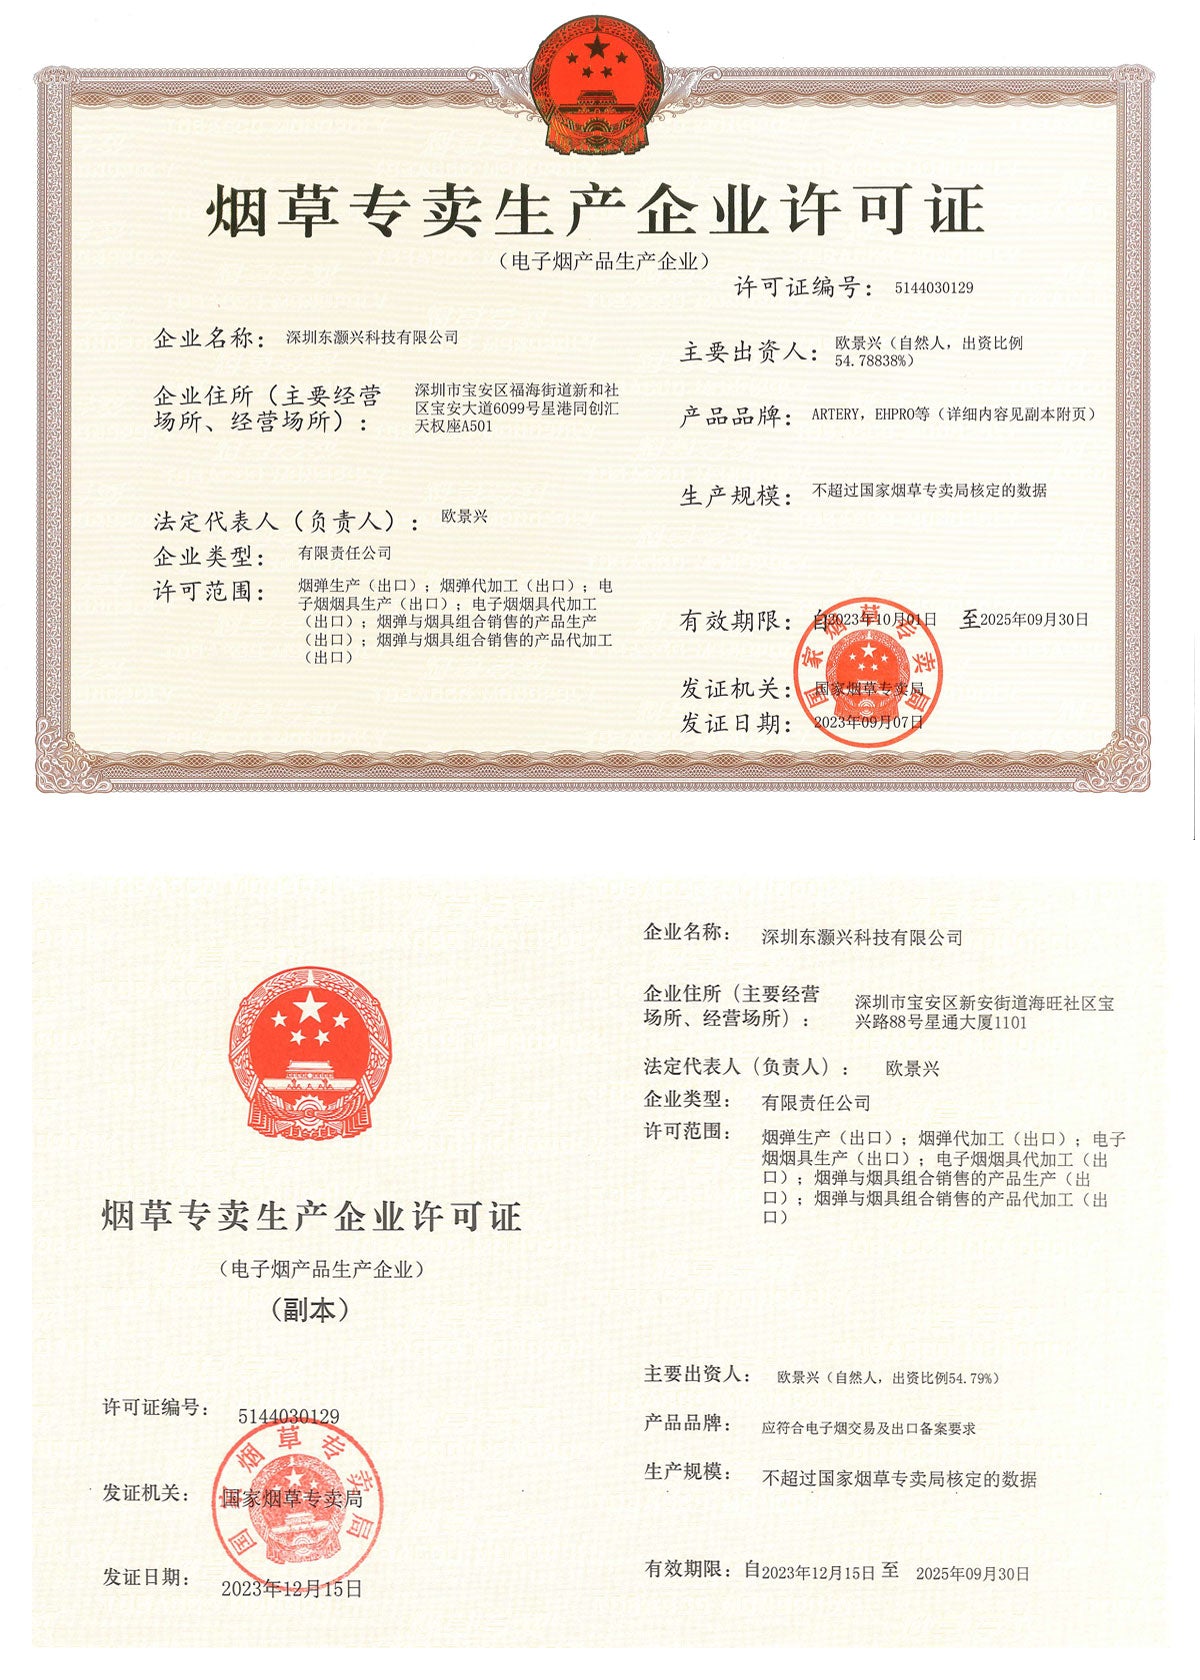 烟草专卖生产企业许可证
（电子烟产品生产企业）
许可证编号： 5144030129
企业名称： 深圳东灏兴科技有限公司
企业住所（主要经营
场所、经营场所）：
深圳市宝安区福海街道新和社
区宝安大道6099号星港同创汇
天权座A501
法定代表人（负责人）： 欧景兴
企业类型： 有限责任公司
许可范围： 烟弹生产（出口）；烟弹代加工（出口）；电
子烟烟具生产（出口）；电子烟烟具代加工
（出口）；烟弹与烟具组合销售的产品生产
（出口）；烟弹与烟具组合销售的产品代加工
（出口）
主要出资人： 欧景兴（自然人，出资比例
54.78838%）
产品品牌： ARTERY，EHPRO等（详细内容见副本附页）
生产规模： 不超过国家烟草专卖局核定的数据
有效期限： 自2023年10月01日 至2025年09月30日
发证机关： 国家烟草专卖局
发证日期： 2023年09月07日
国家烟草专卖局
烟草专卖生产企业许可证
（电子烟产品生产企业）
（副本）
许可证编号： 5144030129
发证机关： 国家烟草专卖局
发证日期： 2023年12月15日
国家烟草专卖局
企业名称： 深圳东灏兴科技有限公司
企业住所（主要经营
场所、经营场所）：
深圳市宝安区新安街道海旺社区宝
兴路88号星通大厦1101
法定代表人（负责人）： 欧景兴
企业类型： 有限责任公司
许可范围： 烟弹生产（出口）；烟弹代加工（出口）；电子
烟烟具生产（出口）；电子烟烟具代加工（出
口）；烟弹与烟具组合销售的产品生产（出
口）；烟弹与烟具组合销售的产品代加工（出
口）
主要出资人： 欧景兴（自然人，出资比例54.79%）
产品品牌： 应符合电子烟交易及出口备案要求
生产规模： 不超过国家烟草专卖局核定的数据
有效期限：自2023年12月15日 至 2025年09月30日